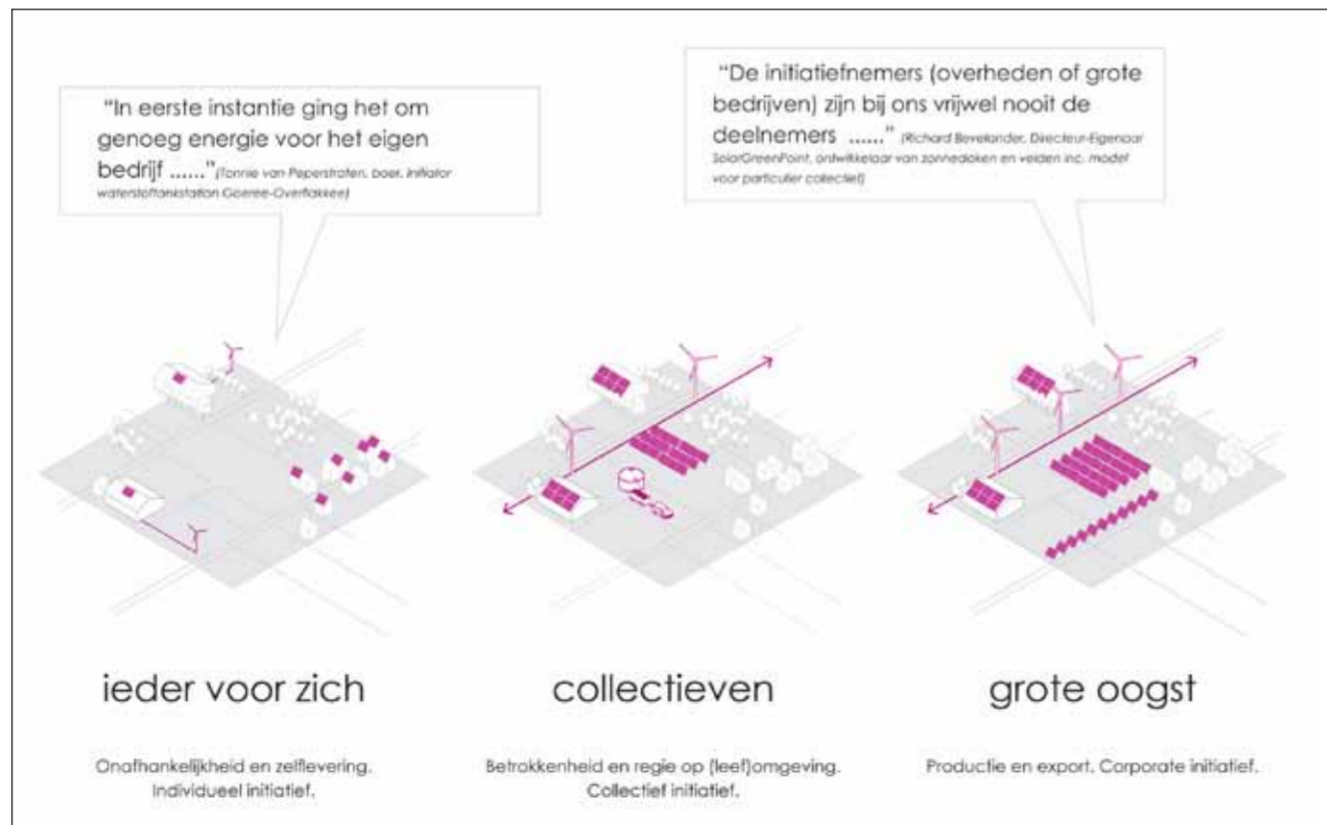 “In eerste instantie ging het om
genoeg energie voor het eigen
bedrijf ......” (Tonnie van Peperstraten, boer, initiator
waterstoftankstation Goeree-Overflakkee)
“De initiatiefnemers (overheden of grote
bedrijven) zijn bij ons vrijwel nooit de
deelnemers ......” (Richard Bevelander, Directeur-Eigenaar
SolarGreenPoint, ontwikkelaar van zonnedaken en velden inc. model
voor particulier collectief)
ieder voor zich
Onafhankelijkheid en zelflevering.
Individueel initiatief.
collectieven
Betrokkenheid en regie op (leef)omgeving.
Collectief initiatief.
grote oogst
Productie en export. Corporate initiatief.